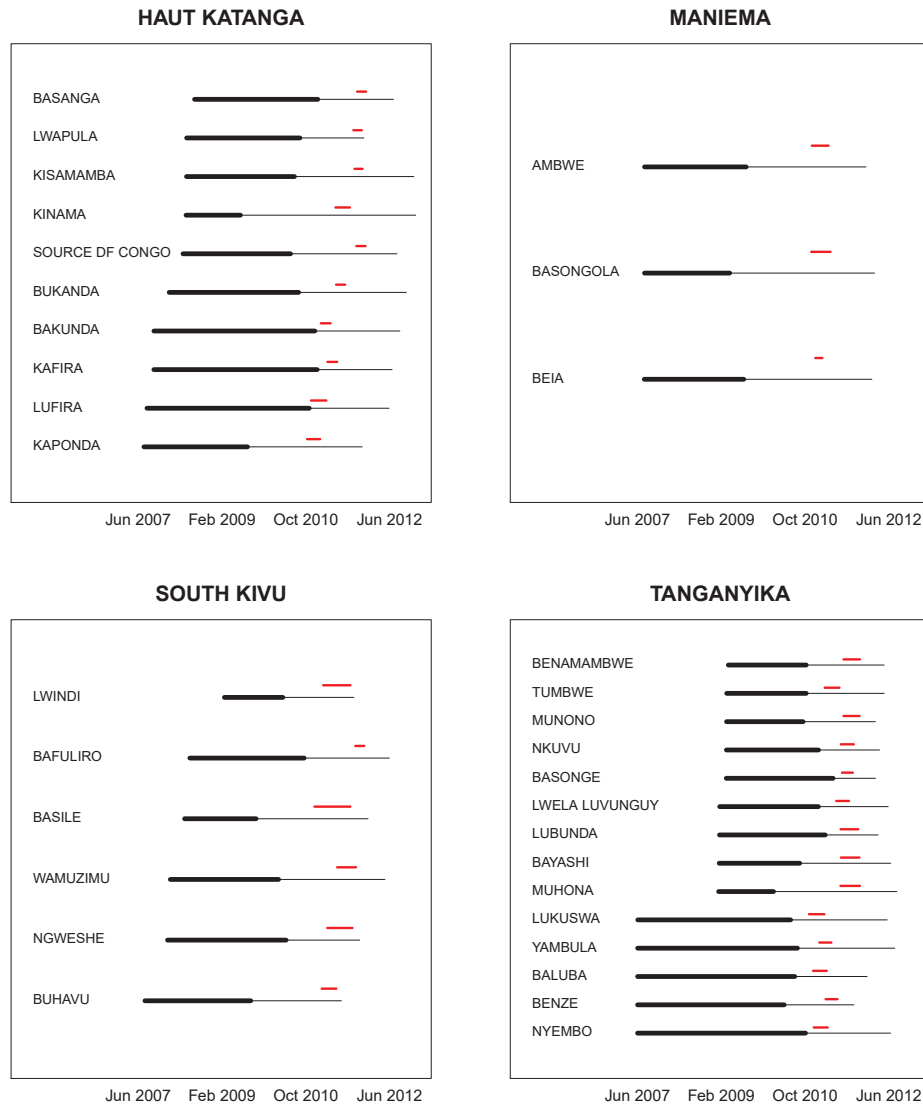 HAUT KATANGA
BASANGA
LWAPULA
KISAMAMBA
KINAMA
SOURCE DF CONGO
BUKANDA
BAKUNDA
KAFIRA
LUFIRA
KAPONDA
Jun 2007 Feb 2009 Oct 2010 Jun 2012
MANIEMA
AMBWE
BASONGOLA
BEIA
Jun 2007 Feb 2009 Oct 2010 Jun 2012
SOUTH KIVU
LWINDI
BAFULIRO
BASILE
WAMUZIMU
NGWESHE
BUHAVU
Jun 2007 Feb 2009 Oct 2010 Jun 2012
TANGANYIKA
BENAMAMBWE
TUMBWE
MUNONO
NKUVU
BASONGE
LWELA LUVUNGUY
LUBUNDA
BAYASHI
MUHONA
LUKUSWA
YAMBULA
BALUBA
BENZE
NYEMBO
Jun 2007 Feb 2009 Oct 2010 Jun 2012